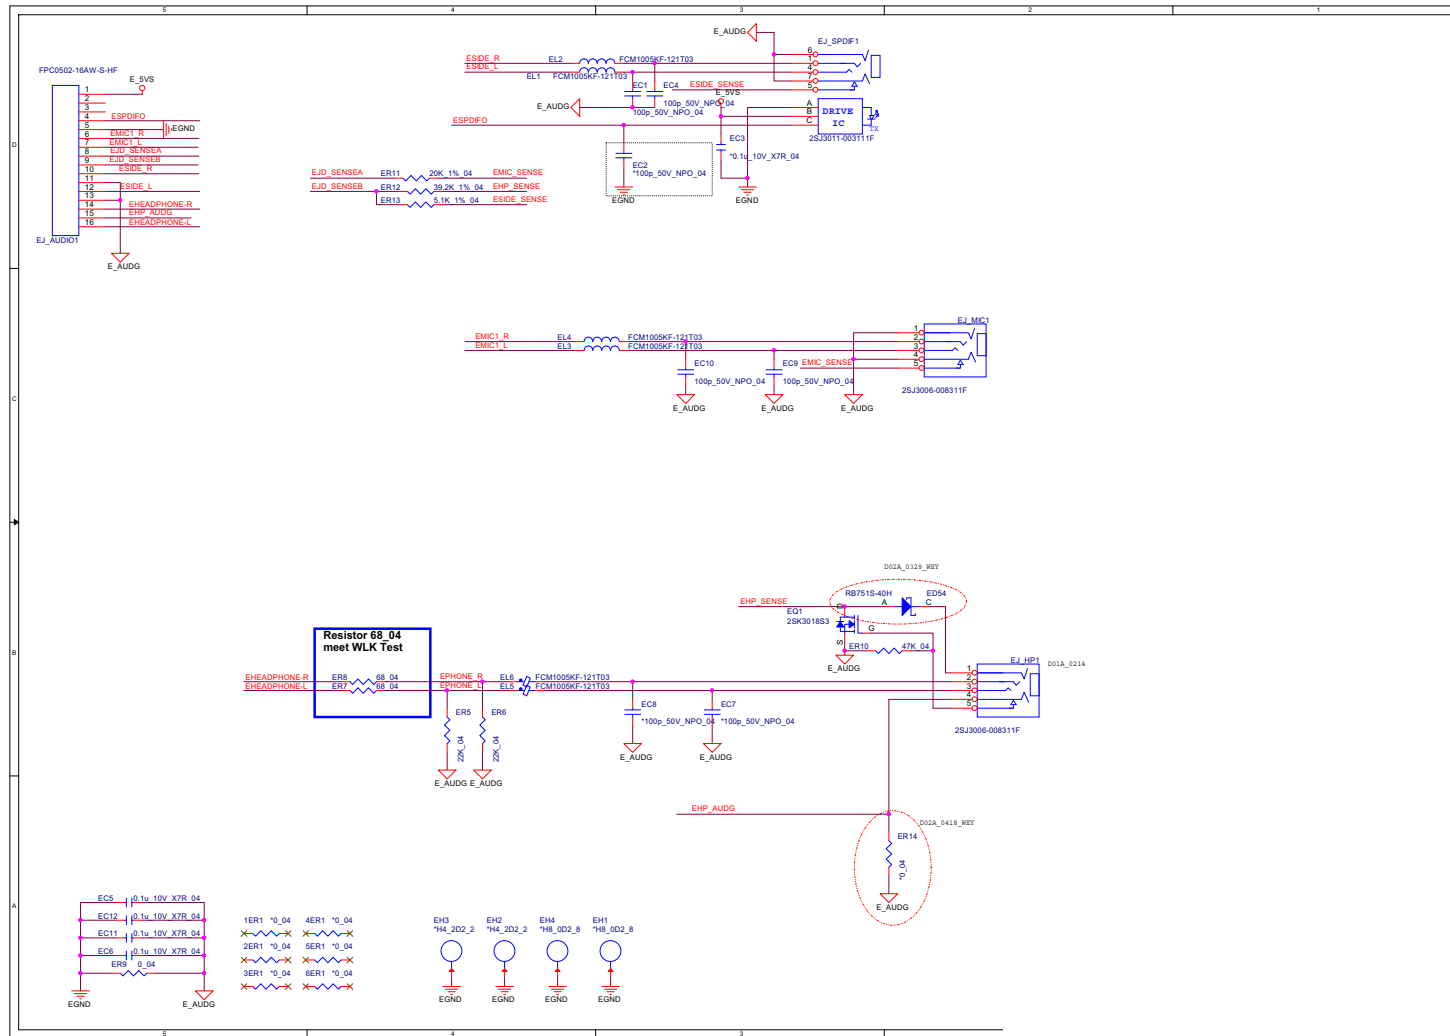 5
4
3
2
1
E_AUDG
EJ_SPDIF1
6
1
4
7
5
ESIDE_R
ESIDE_L
EL2
FCM1005KF-121T03
EL1
FCM1005KF-121T03
EC1
EC4
ESIDE_SENSE
E_5VS
100p_50V_NPO_04
100p_50V_NPO_04
E_AUDG
A
B
C
DRIVE
IC
TX
2SJ3011-003111F
ESPDIFO
EC3
*0.1u_10V_X7R_04
EC2
*100p_50V_NPO_04
EGND
EGND
FPC0502-16AW-S-HF
E_5VS
1
2
3
4
ESPDIFO
5
EGND
6
EMIC1_R
7
EMIC1_L
8
EJD_SENSEA
9
EJD_SENSEB
10
ESIDE_R
11
12
ESIDE_L
13
14
EHEADPHONE-R
15
EHP_AUDG
16
EHEADPHONE-L
EJ_AUDIO1
E_AUDG
D
EJD_SENSEA
ER11
20K_1%_04
EMIC_SENSE
EJD_SENSEB
ER12
39.2K_1%_04
EHP_SENSE
ER13
5.1K_1%_04
ESIDE_SENSE
EJ_MIC1
1
2
3
4
5
EMIC1_R
EL4
FCM1005KF-121T03
EMIC1_L
EL3
FCM1005KF-121T03
EC10
100p_50V_NPO_04
EC9
100p_50V_NPO_04
EMIC_SENSE
2SJ3006-008311F
E_AUDG
E_AUDG
E_AUDG
C
D02A_0329_WEY
RB751S-40H
ED54
A
C
EHP_SENSE
EQ1
2SK3018S3
D
G
S
ER10
47K_04
E_AUDG
EJ_HP1
D01A_0214
1
2
3
4
5
2SJ3006-008311F
B
Resistor 68_04
meet WLK Test
EHEADPHONE-R
ER8
68_04
EPHONE_R
EL6
FCM1005KF-121T03
EHEADPHONE-L
ER7
68_04
EPHONE_L
EL5
FCM1005KF-121T03
ER5
22K_04
ER6
22K_04
EC8
*100p_50V_NPO_04
EC7
*100p_50V_NPO_04
E_AUDG
E_AUDG
E_AUDG
E_AUDG
EHP_AUDG
D02A_0418_WEY
ER14
*0_04
E_AUDG
A
EC5
0.1u_10V_X7R_04
EC12
0.1u_10V_X7R_04
EC11
0.1u_10V_X7R_04
EC6
0.1u_10V_X7R_04
ER9
0_04
EGND
E_AUDG
1ER1 *0_04
4ER1 *0_04
2ER1 *0_04
5ER1 *0_04
3ER1 *0_04
6ER1 *0_04
EH3
*H4_2D2_2
EH2
*H4_2D2_2
EH4
*H8_0D2_8
EH1
*H8_0D2_8
EGND
EGND
EGND
EGND
5
4
3